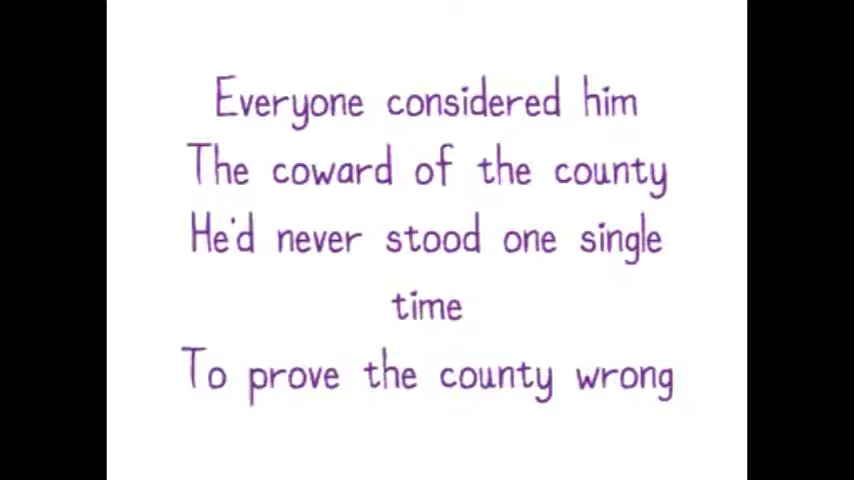 Everyone considered him
The coward of the county
He'd never stood one single
time
To prove the county wrong